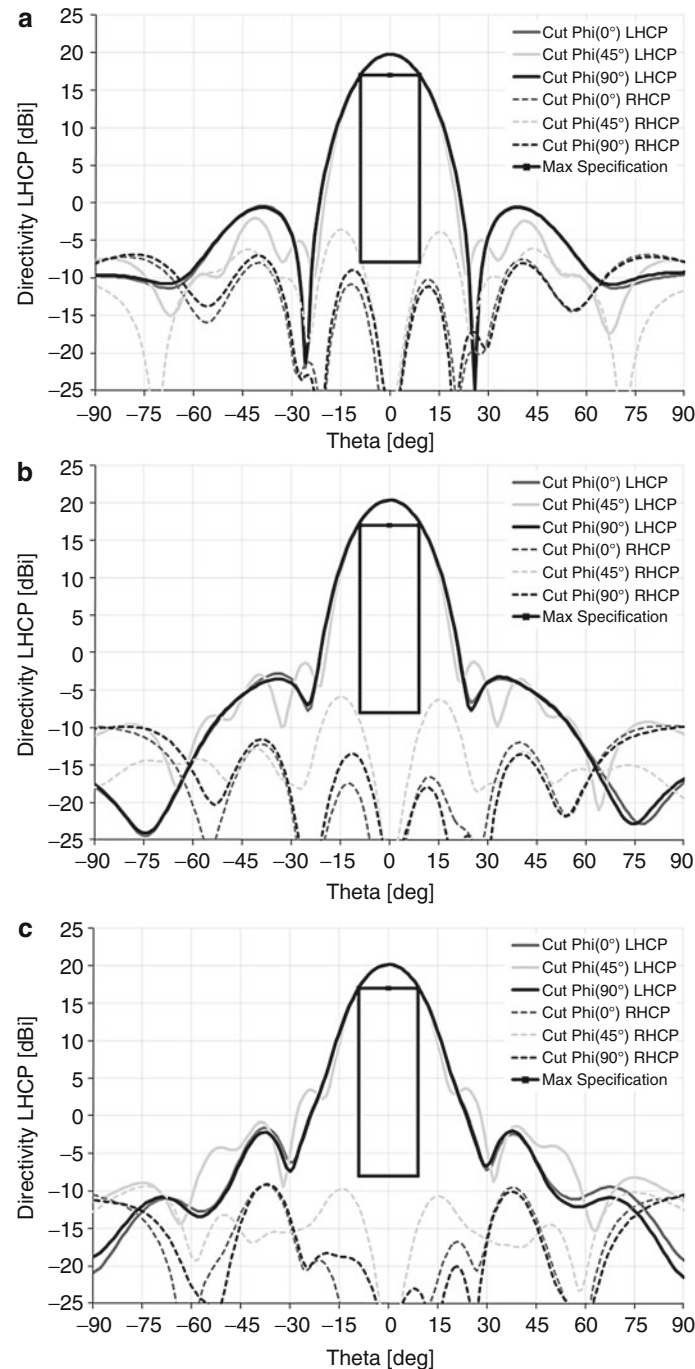 a
25
20
15
10
5
0
−5
−10
−15
−20
−25
Directivity LHCP [dBi]
Cut Phi(0°) LHCP
Cut Phi(45°) LHCP
Cut Phi(90°) LHCP
Cut Phi(0°) RHCP
Cut Phi(45°) RHCP
Cut Phi(90°) RHCP
Max Specification
−90 −75 −60 −45 −30 −15 0 15 30 45 60 75 90
Theta [deg]
b
25
20
15
10
5
0
−5
−10
−15
−20
−25
Directivity LHCP [dBi]
Cut Phi(0°) LHCP
Cut Phi(45°) LHCP
Cut Phi(90°) LHCP
Cut Phi(0°) RHCP
Cut Phi(45°) RHCP
Cut Phi(90°) RHCP
Max Specification
−90 −75 −60 −45 −30 −15 0 15 30 45 60 75 90
Theta [deg]
c
25
20
15
10
5
0
−5
−10
−15
−20
−25
Directivity LHCP [dBi]
Cut Phi(0°) LHCP
Cut Phi(45°) LHCP
Cut Phi(90°) LHCP
Cut Phi(0°) RHCP
Cut Phi(45°) RHCP
Cut Phi(90°) RHCP
Max Specification
−90 −75 −60 −45 −30 −15 0 15 30 45 60 75 90
Theta [deg]